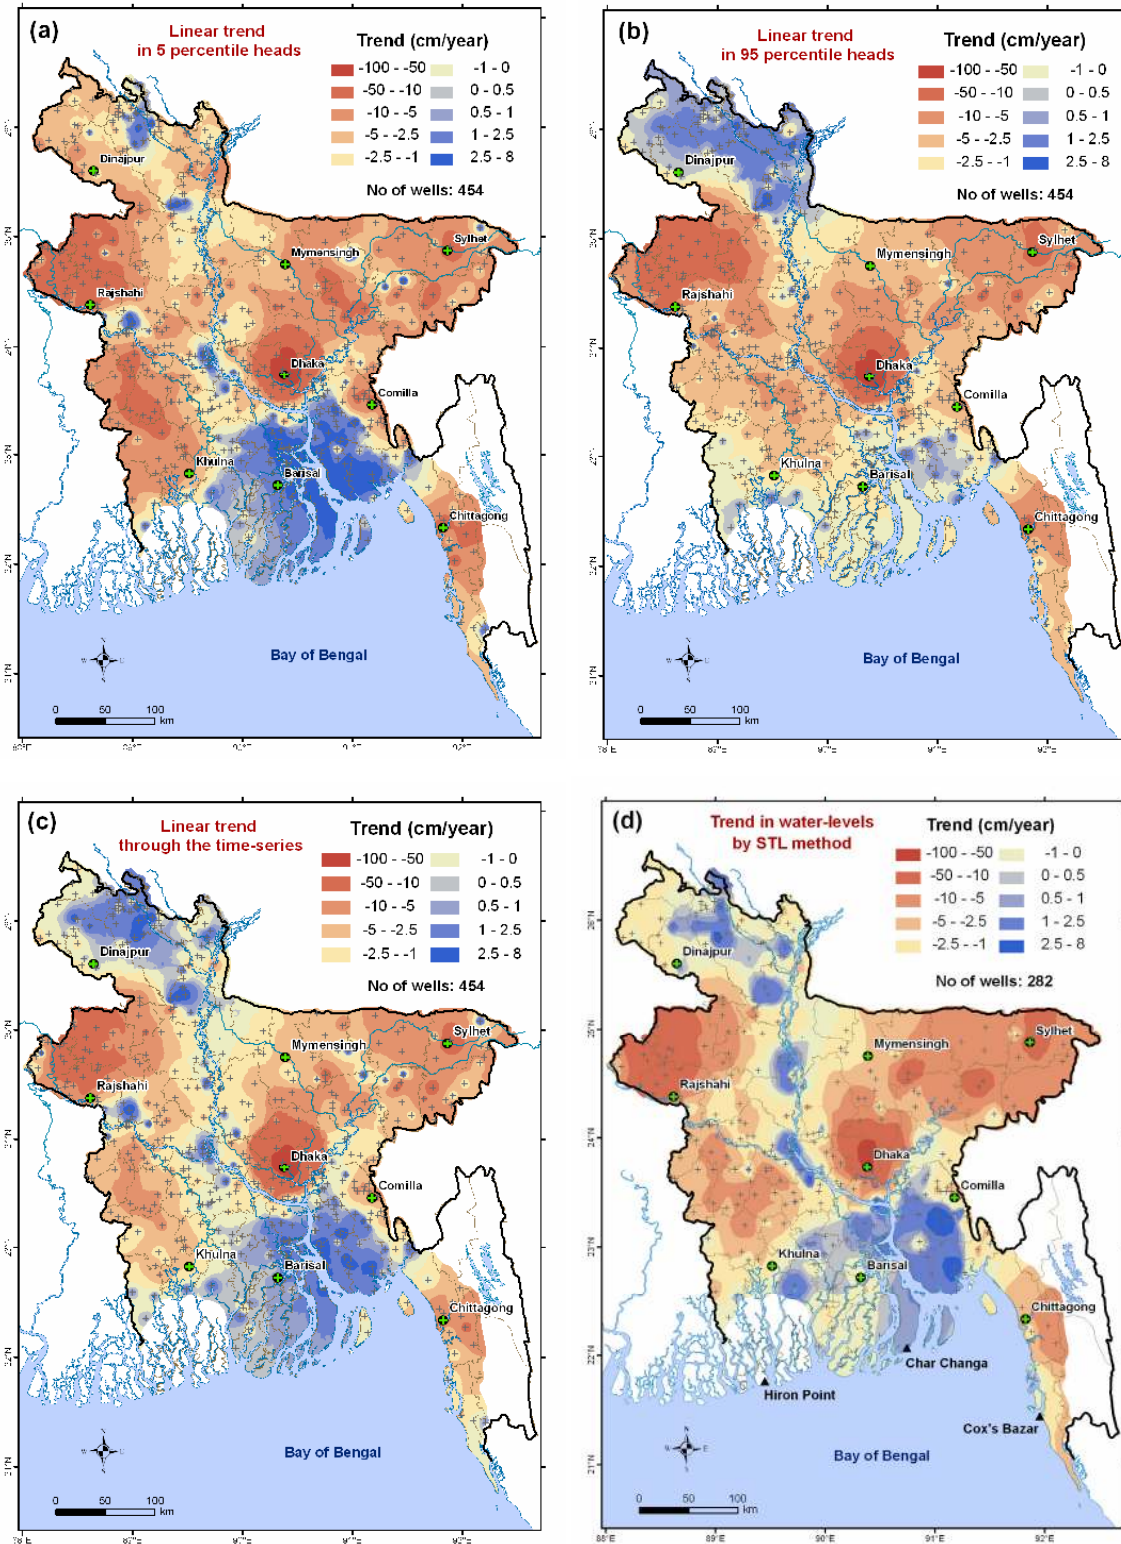 (a)
Linear trend
in 5 percentile heads
Trend (cm/year)
-100 - -50
-1 - 0
-50 - -10
0 - 0.5
-10 - -5
0.5 - 1
-5 - -2.5
1 - 2.5
-2.5 - -1
2.5 - 8
No of wells: 454
Dinajpur
Sylhet
Mymensingh
Rajshahi
Dhaka
Comilla
Khulna
Barisal
Chittagong
Bay of Bengal
0 50 100
km
(b)
Linear trend
in 95 percentile heads
Trend (cm/year)
-100 - -50
-1 - 0
-50 - -10
0 - 0.5
-10 - -5
0.5 - 1
-5 - -2.5
1 - 2.5
-2.5 - -1
2.5 - 8
No of wells: 454
Dinajpur
Sylhet
Mymensingh
Rajshahi
Dhaka
Comilla
Khulna
Barisal
Chittagong
Bay of Bengal
0 50 100
km
(c)
Linear trend
through the time-series
Trend (cm/year)
-100 - -50
-1 - 0
-50 - -10
0 - 0.5
-10 - -5
0.5 - 1
-5 - -2.5
1 - 2.5
-2.5 - -1
2.5 - 8
No of wells: 454
Dinajpur
Sylhet
Mymensingh
Rajshahi
Dhaka
Comilla
Khulna
Barisal
Chittagong
Bay of Bengal
0 50 100
km
(d)
Trend in water-levels
by STL method
Trend (cm/year)
-100 - -50
-1 - 0
-50 - -10
0 - 0.5
-10 - -5
0.5 - 1
-5 - -2.5
1 - 2.5
-2.5 - -1
2.5 - 8
No of wells: 282
26°N
Dinajpur
25°N
Sylhet
Mymensingh
Rajshahi
24°N
Dhaka
Comilla
23°N
Khulna
Barisal
Chittagong
22°N
Char Changa
Hiron Point
Cox's Bazar
21°N
Bay of Bengal
0 50 100
km
88°E 89°E 90°E 91°E 92°E